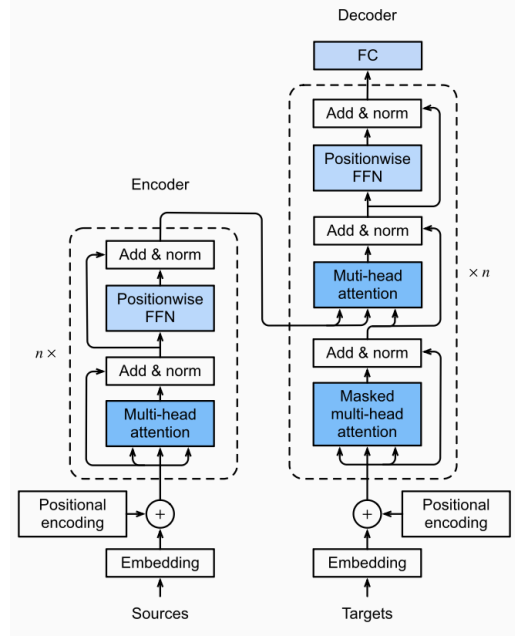 Decoder
FC
Add & norm
Positionwise
FFN
Add & norm
Muti-head
attention
× n
Add & norm
Masked
multi-head
attention
Positional
encoding
+
Embedding
Targets
Encoder
Add & norm
Positionwise
FFN
n ×
Add & norm
Multi-head
attention
Positional
encoding
+
Embedding
Sources